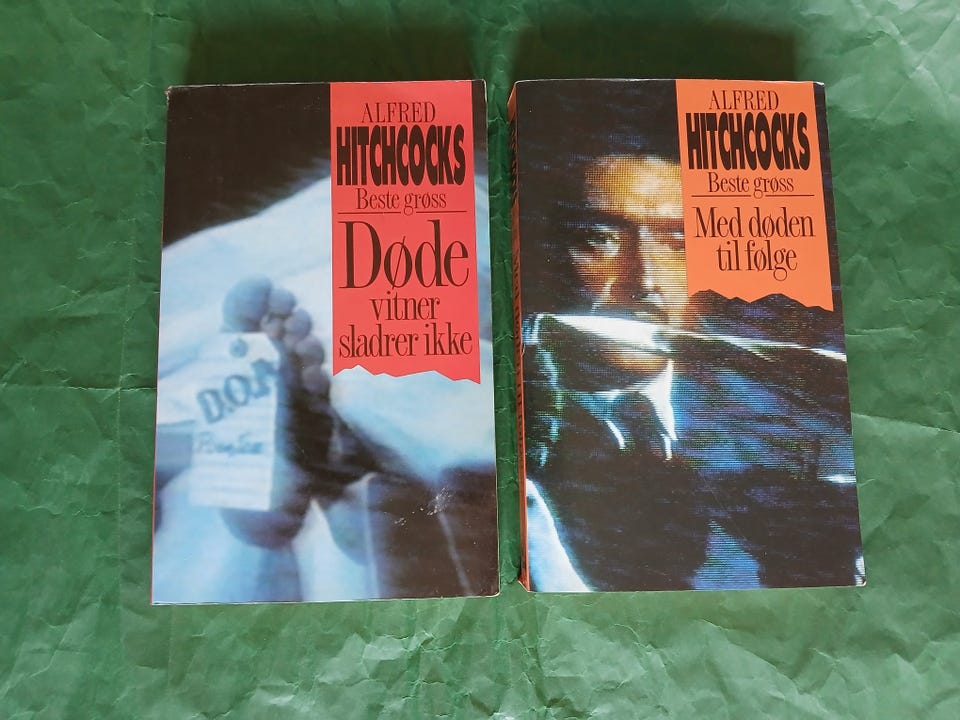 ALFRED
HITCHCOCKS
Beste grøss
Døde
vitner
sladrer ikke
D.O.A
ALFRED
HITCHCOCKS
Beste grøss
Med døden
til følge